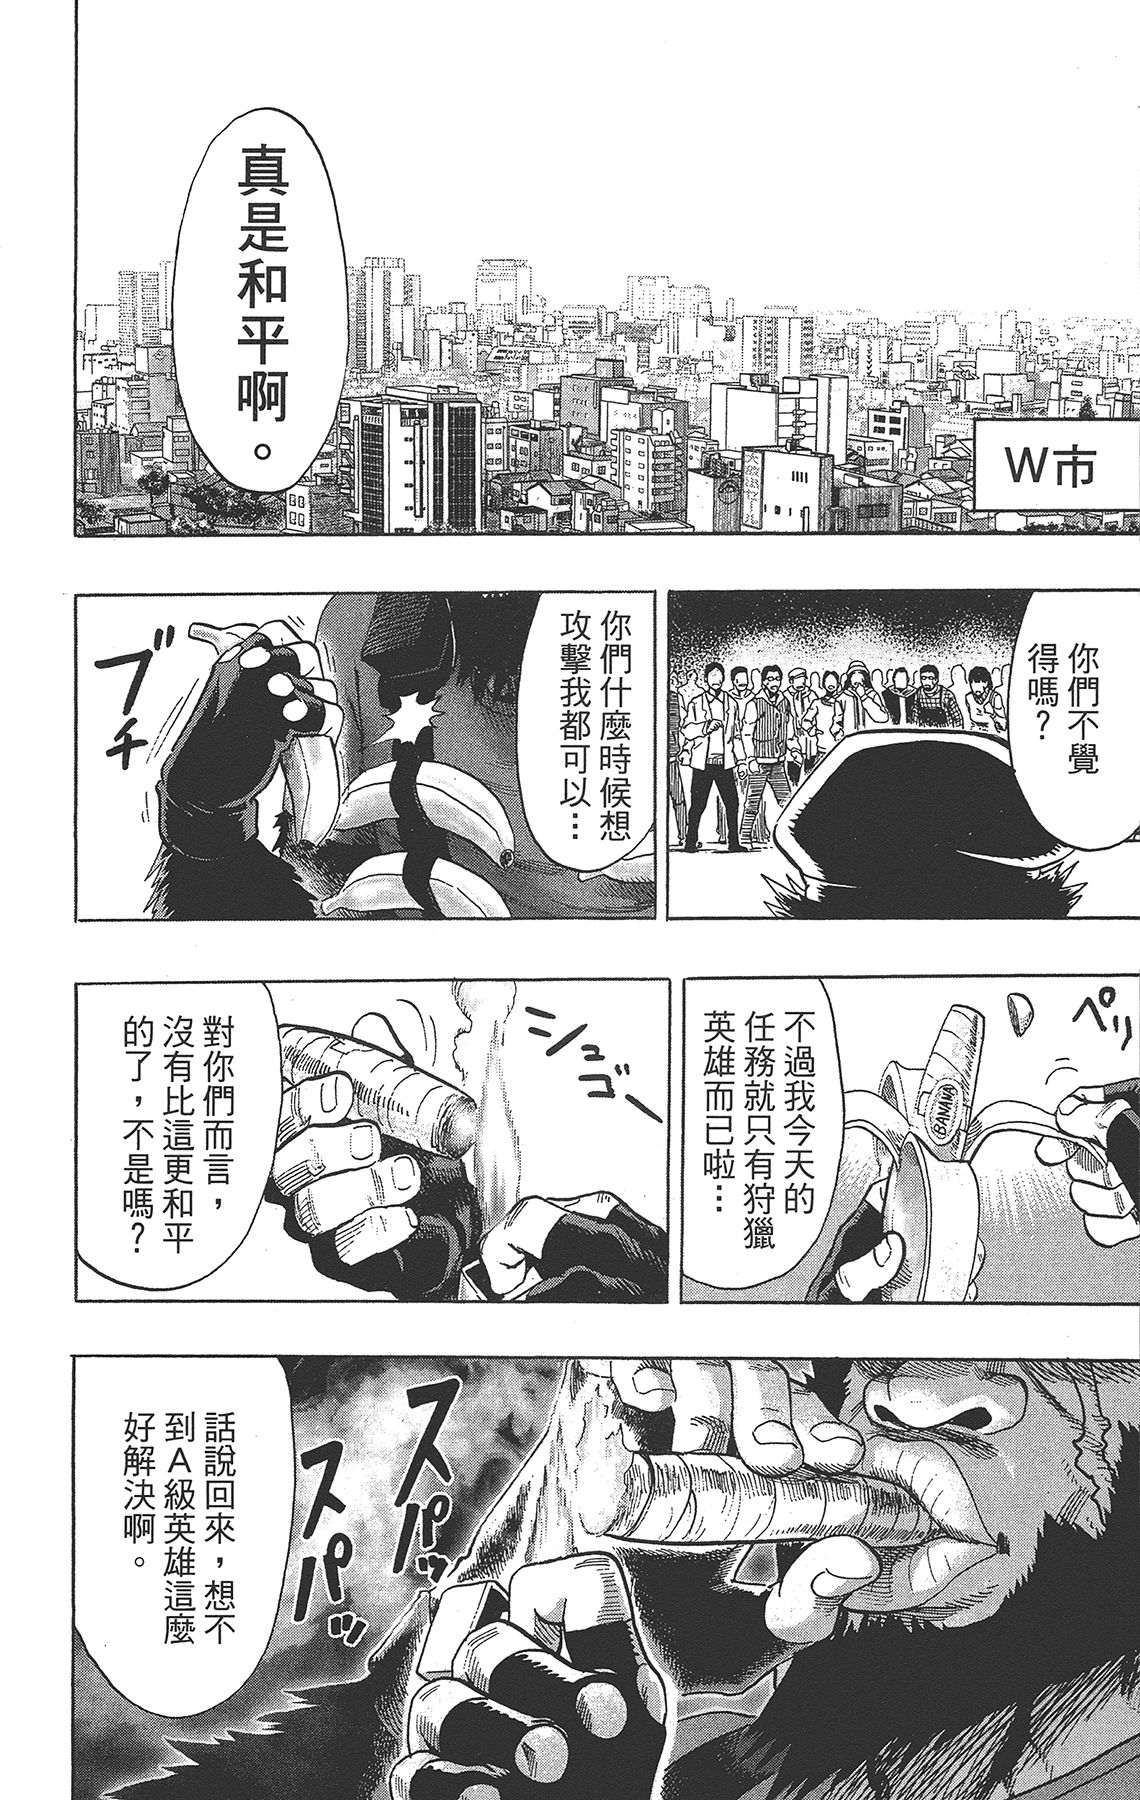 W市
真是和平啊。
你們不覺
得嗎？
你們什麼時候想
攻擊我都可以…
ブチ
ペリ
BANANA
不過我今天的
任務就只有狩獵
英雄而已啦…
シュゴー
對你們而言，
沒有比這更和平
的了，不是嗎？
スパッ
スパッ
話說回來，想不
到A級英雄這麼
好解決啊。